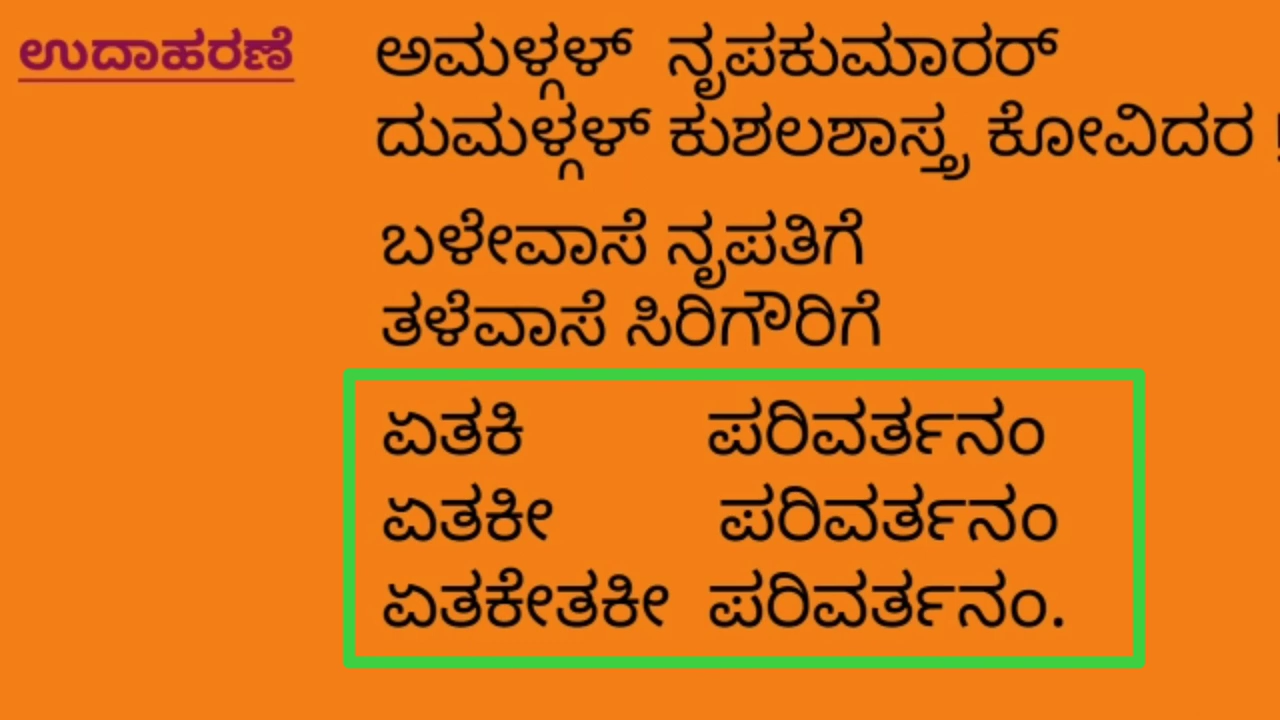 ಉದಾಹರಣೆ
ಅಮಳ್ಗಳ್ ನೃಪಕುಮಾರರ್
ದುಮಳ್ಗಳ್ ಕುಶಲಶಾಸ್ತ್ರ ಕೋವಿದರ !
ಬಳೇವಾಸೆ ನೃಪತಿಗೆ
ತಳೆವಾಸೆ ಸಿರಿಗೌರಿಗೆ
ಏತಕಿ ಪರಿವರ್ತನಂ
ಏತಕೀ ಪರಿವರ್ತನಂ
ಏತಕೇತಕೀ ಪರಿವರ್ತನಂ.